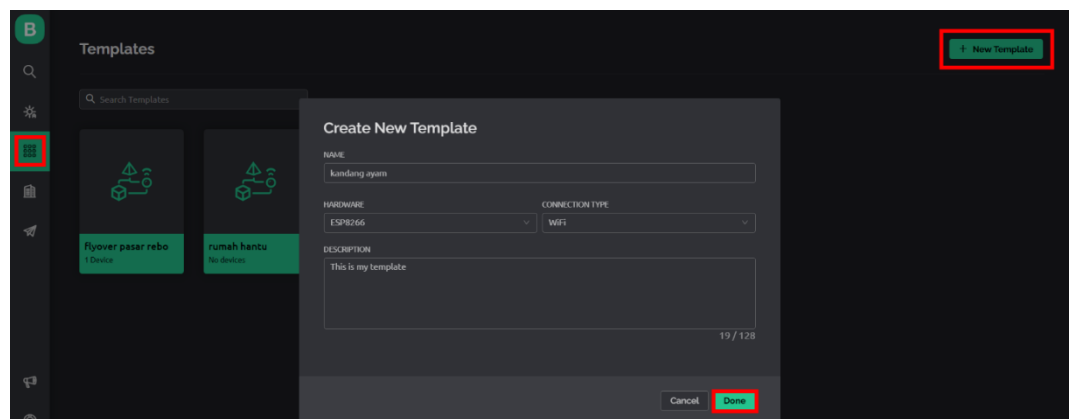 B
Templates
+ New Template
Search Templates
Create New Template
NAME
kandang ayam
HARDWARE
CONNECTION TYPE
ESP8266
WiFi
DESCRIPTION
This is my template
19 / 128
flyover pasar rebo
1 Device
rumah hantu
No devices
Cancel
Done